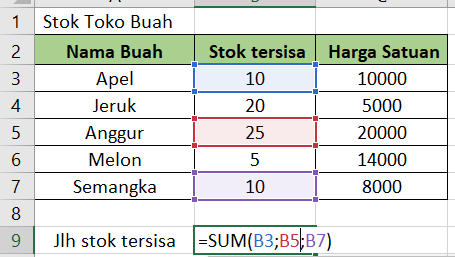 1 Stok Toko Buah
2 Nama Buah Stok tersisa Harga Satuan
3 Apel 10 10000
4 Jeruk 20 5000
5 Anggur 25 20000
6 Melon 5 14000
7 Semangka 10 8000
8
9 Jlh stok tersisa =SUM(B3;B5;B7)